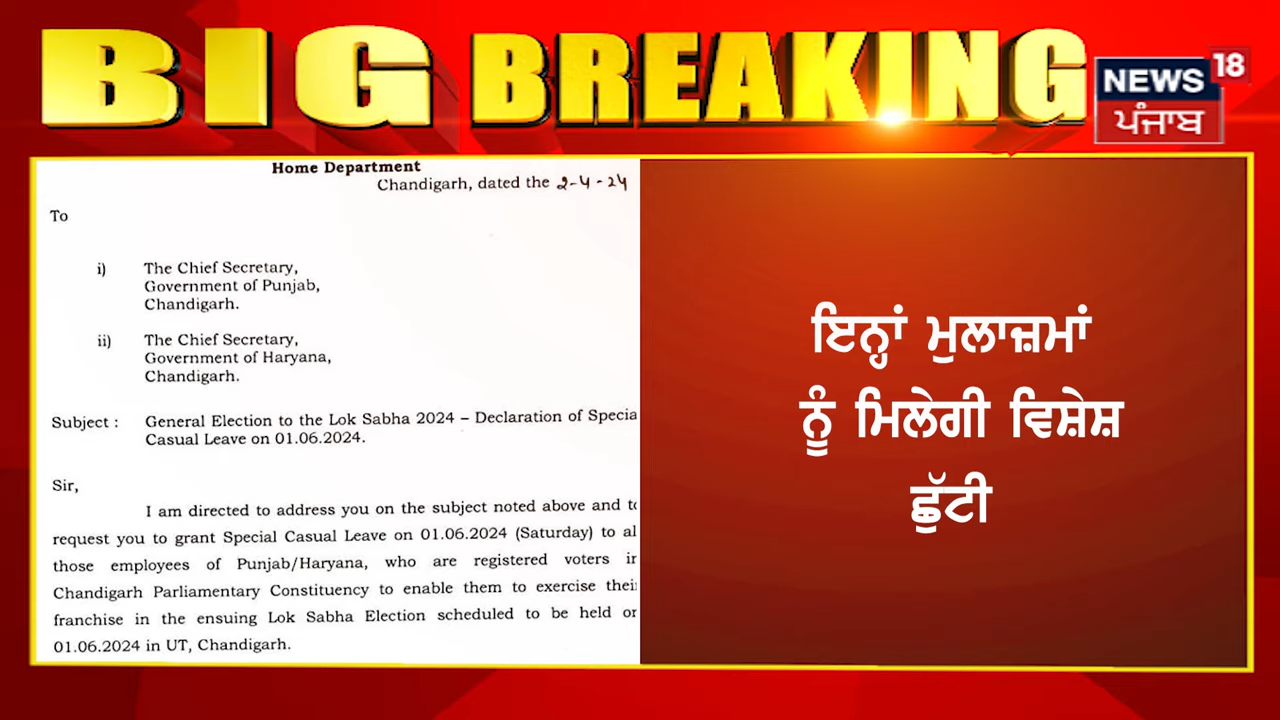 BIG BREAKING
NEWS 18
ਪੰਜਾਬ
Home Department
Chandigarh, dated the 2-4-24
To
i) The Chief Secretary,
Government of Punjab,
Chandigarh.
ii) The Chief Secretary,
Government of Haryana,
Chandigarh.
Subject : General Election to the Lok Sabha 2024 – Declaration of Specia
Casual Leave on 01.06.2024.
Sir,
I am directed to address you on the subject noted above and to
request you to grant Special Casual Leave on 01.06.2024 (Saturday) to al
those employees of Punjab/Haryana, who are registered voters in
Chandigarh Parliamentary Constituency to enable them to exercise thei
franchise in the ensuing Lok Sabha Election scheduled to be held on
01.06.2024 in UT, Chandigarh.
ਇਨ੍ਹਾਂ ਮੁਲਾਜ਼ਮਾਂ
ਨੂੰ ਮਿਲੇਗੀ ਵਿਸ਼ੇਸ਼
ਛੁੱਟੀ